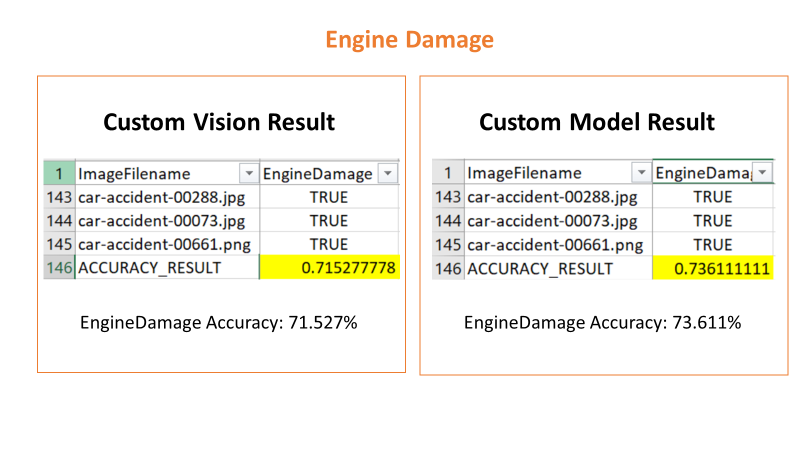 Engine Damage
Custom Vision Result
1 ImageFilename EngineDamage
143 car-accident-00288.jpg TRUE
144 car-accident-00073.jpg TRUE
145 car-accident-00661.png TRUE
146 ACCURACY_RESULT 0.715277778
EngineDamage Accuracy: 71.527%
Custom Model Result
1 ImageFilename EngineDama
143 car-accident-00288.jpg TRUE
144 car-accident-00073.jpg TRUE
145 car-accident-00661.png TRUE
146 ACCURACY_RESULT 0.736111111
EngineDamage Accuracy: 73.611%